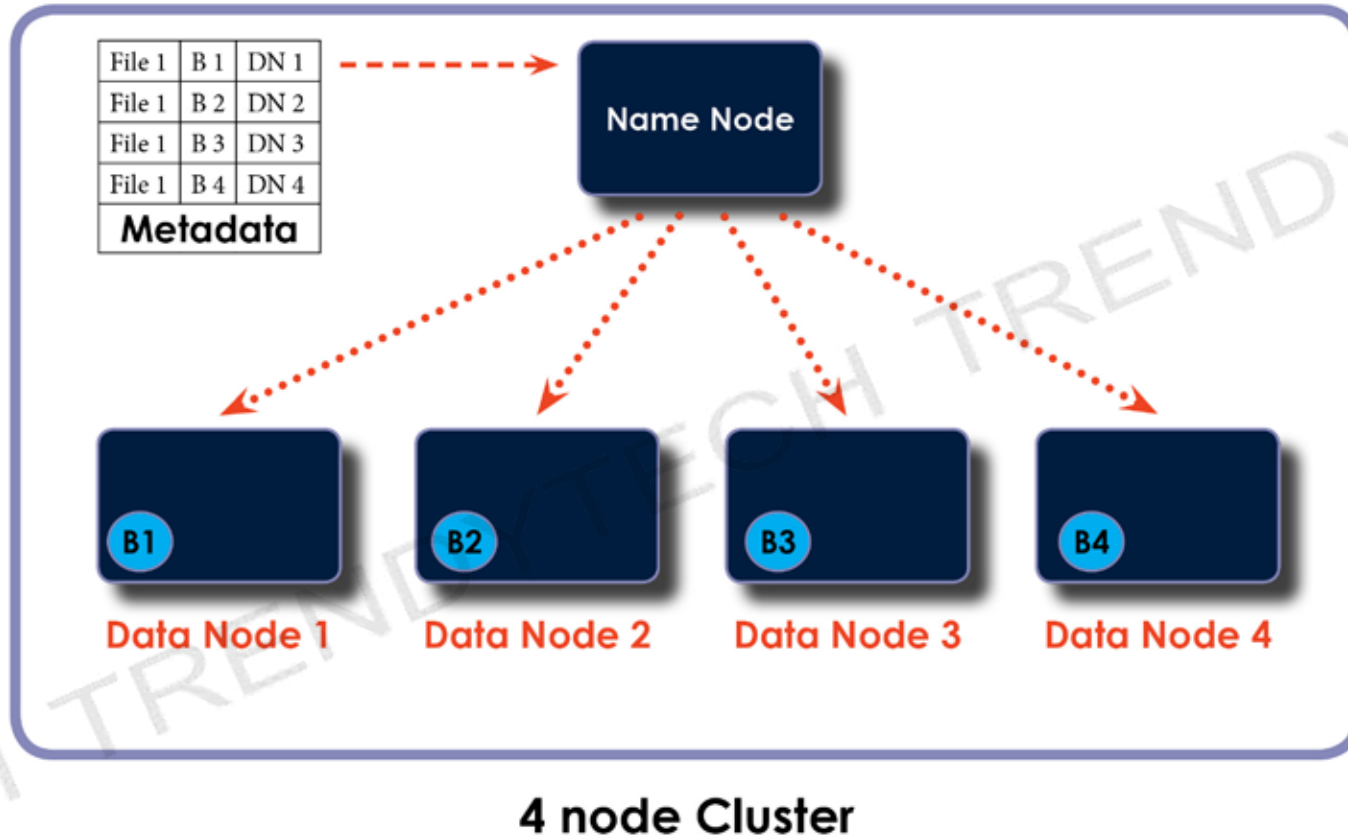 File 1 B 1 DN 1
File 1 B 2 DN 2
File 1 B 3 DN 3
File 1 B 4 DN 4
Metadata
Name Node
B1 B2 B3 B4
Data Node 1 Data Node 2 Data Node 3 Data Node 4
TRENDYTECH TRENDY
4 node Cluster